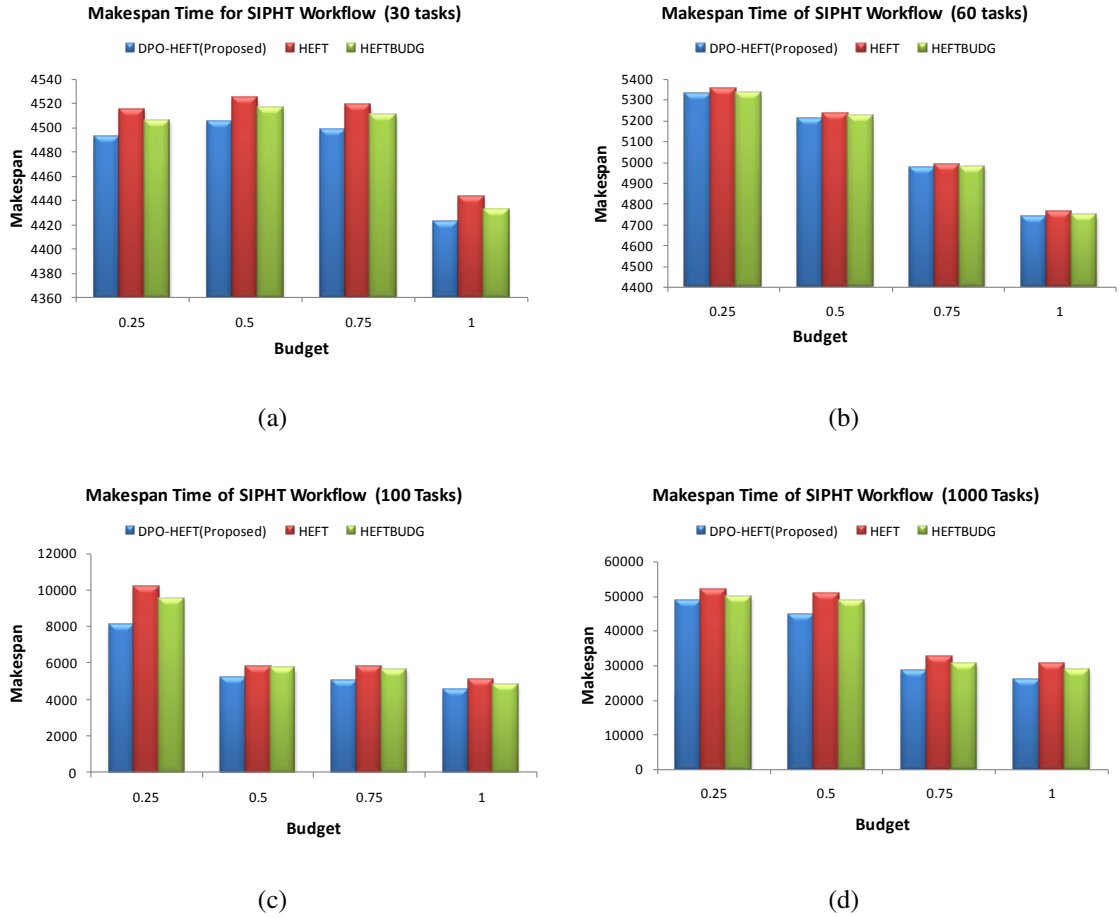 Makespan Time for SIPHT Workflow (30 tasks)
DPO-HEFT(Proposed) HEFT HEFTBUDG
4540
4520
4500
4480
4460
4440
4420
4400
4380
4360
Makespan
0.25 0.5 0.75 1
Budget
(a)
Makespan Time of SIPHT Workflow (60 tasks)
DPO-HEFT(Proposed) HEFT HEFTBUDG
5400
5300
5200
5100
5000
4900
4800
4700
4600
4500
4400
Makespan
0.25 0.5 0.75 1
Budget
(b)
Makespan Time of SIPHT Workflow (100 Tasks)
DPO-HEFT(Proposed) HEFT HEFTBUDG
12000
10000
8000
6000
4000
2000
0
Makespan
0.25 0.5 0.75 1
Budget
(c)
Makespan Time of SIPHT Workflow (1000 Tasks)
DPO-HEFT(Proposed) HEFT HEFTBUDG
60000
50000
40000
30000
20000
10000
0
Makespan
0.25 0.5 0.75 1
Budget
(d)